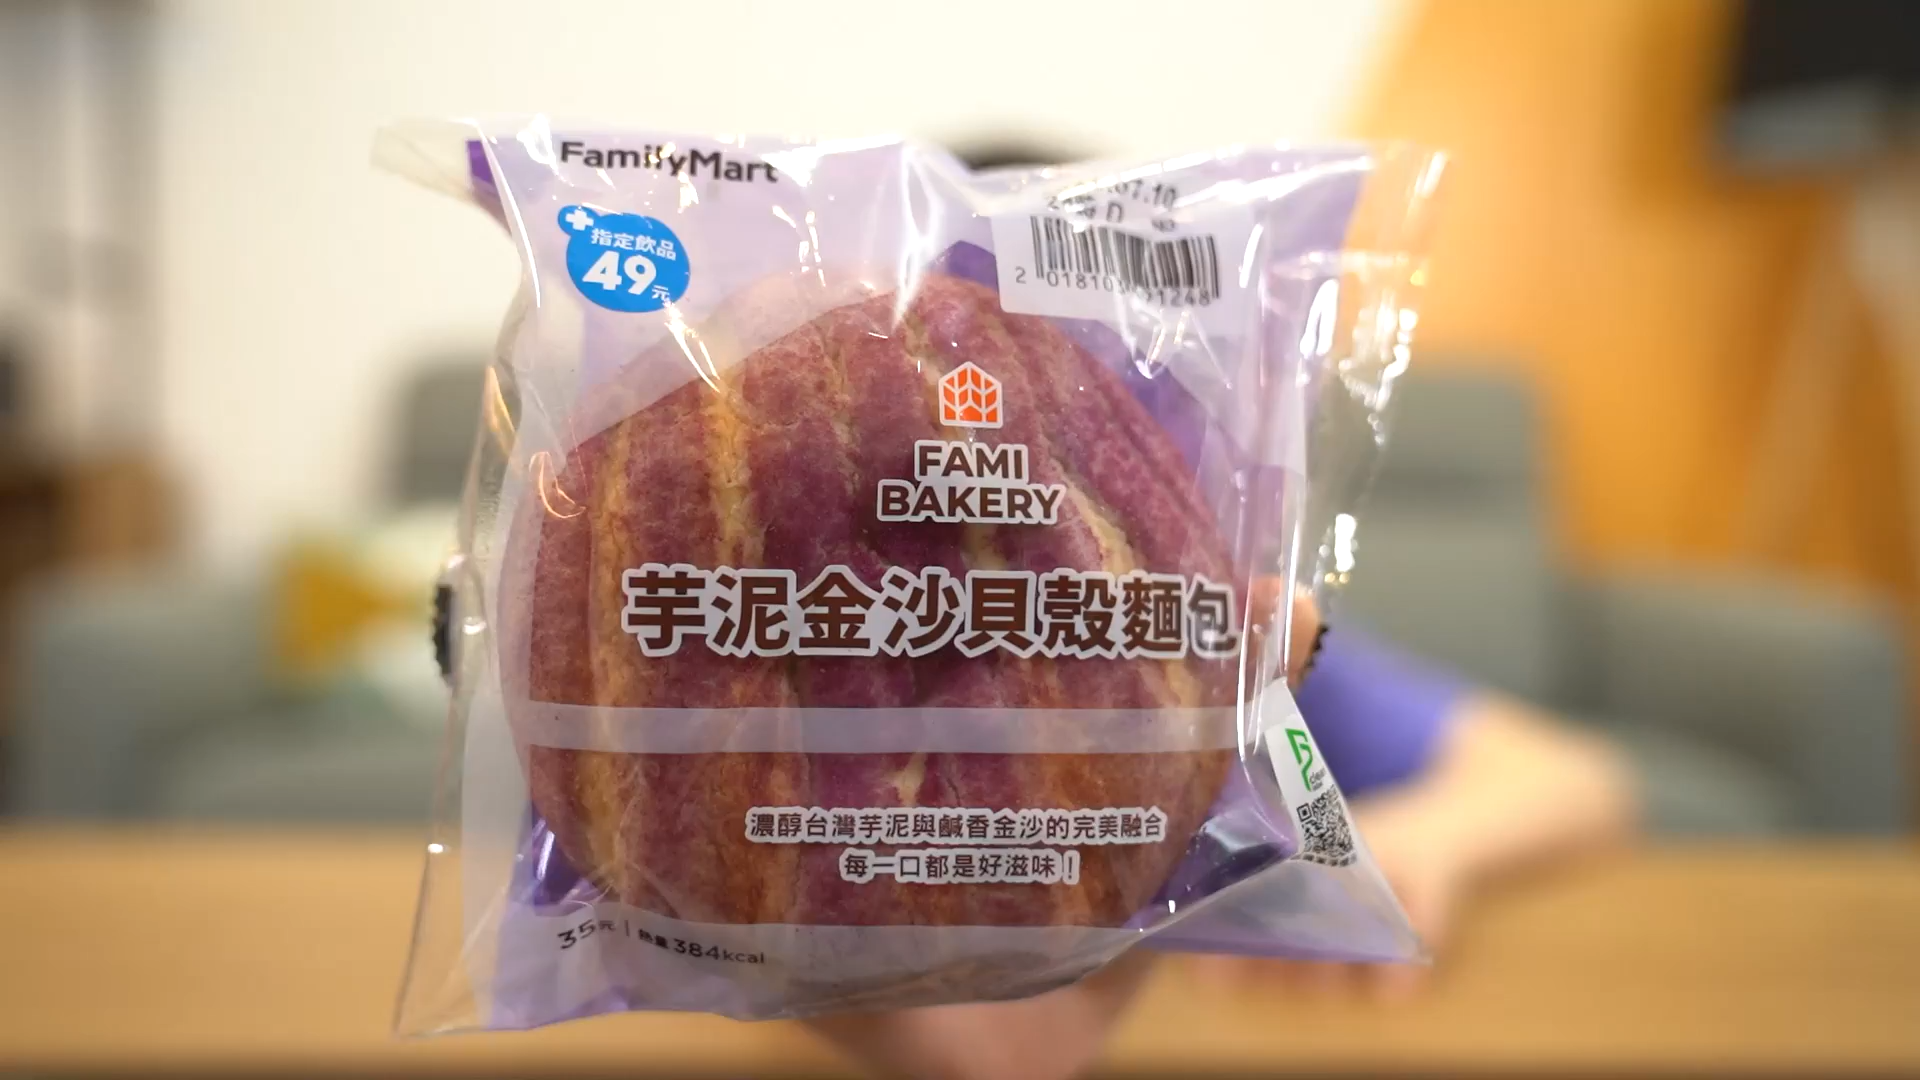 FamilyMart
指定飲品
49元
07.10
FAMI
BAKERY
芋泥金沙貝殼麵包
濃醇台灣芋泥與鹹香金沙的完美融合
每一口都是好滋味！
35元 | 熱量384kcal